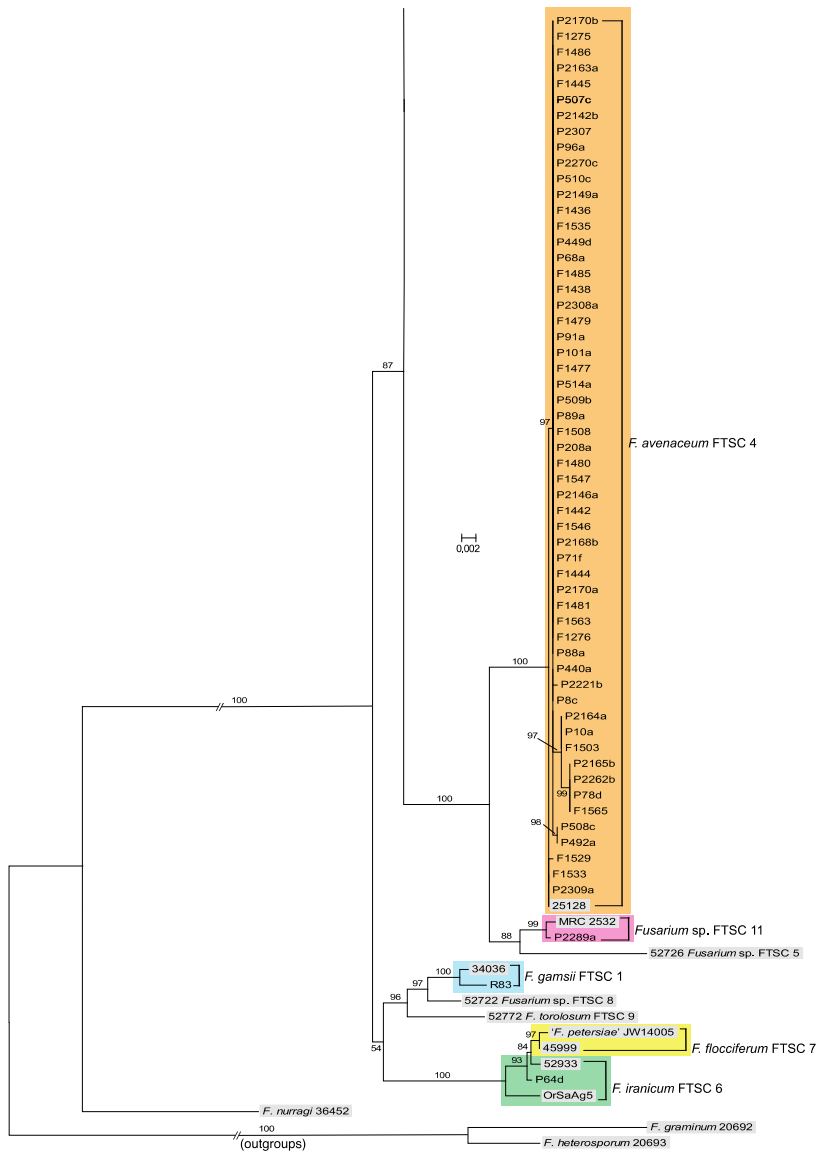 P2170b
F1275
F1486
P2163a
F1445
P507c
P2142b
P2307
P96a
P2270c
P510c
P2149a
F1436
F1535
P449d
P68a
F1485
F1438
P2308a
F1479
P91a
P101a
87
F1477
P514a
P509b
P89a
97
F1508
F. avenaceum FTSC 4
P208a
F1480
F1547
P2146a
F1442
F1546
0,002
P2168b
P71f
F1444
P2170a
F1481
F1563
F1276
P88a
100
P440a
P2221b
100
P8c
P2164a
97
P10a
F1503
P2165b
P2262b
99
P78d
100
F1565
98
P508c
P492a
F1529
F1533
P2309a
25128
99
MRC 2532
Fusarium sp. FTSC 11
88
P2289a
52726 Fusarium sp. FTSC 5
100
34036
F. gamsii FTSC 1
97
R83
96
52722 Fusarium sp. FTSC 8
52772 F. torolosum FTSC 9
97
‘F. petersiae’ JW14005
54
84
45999
F. flocciferum FTSC 7
93
52933
100
P64d
F. iranicum FTSC 6
OrSaAg5
F. nurragi 36452
100
(outgroups)
F. graminum 20692
F. heterosporum 20693